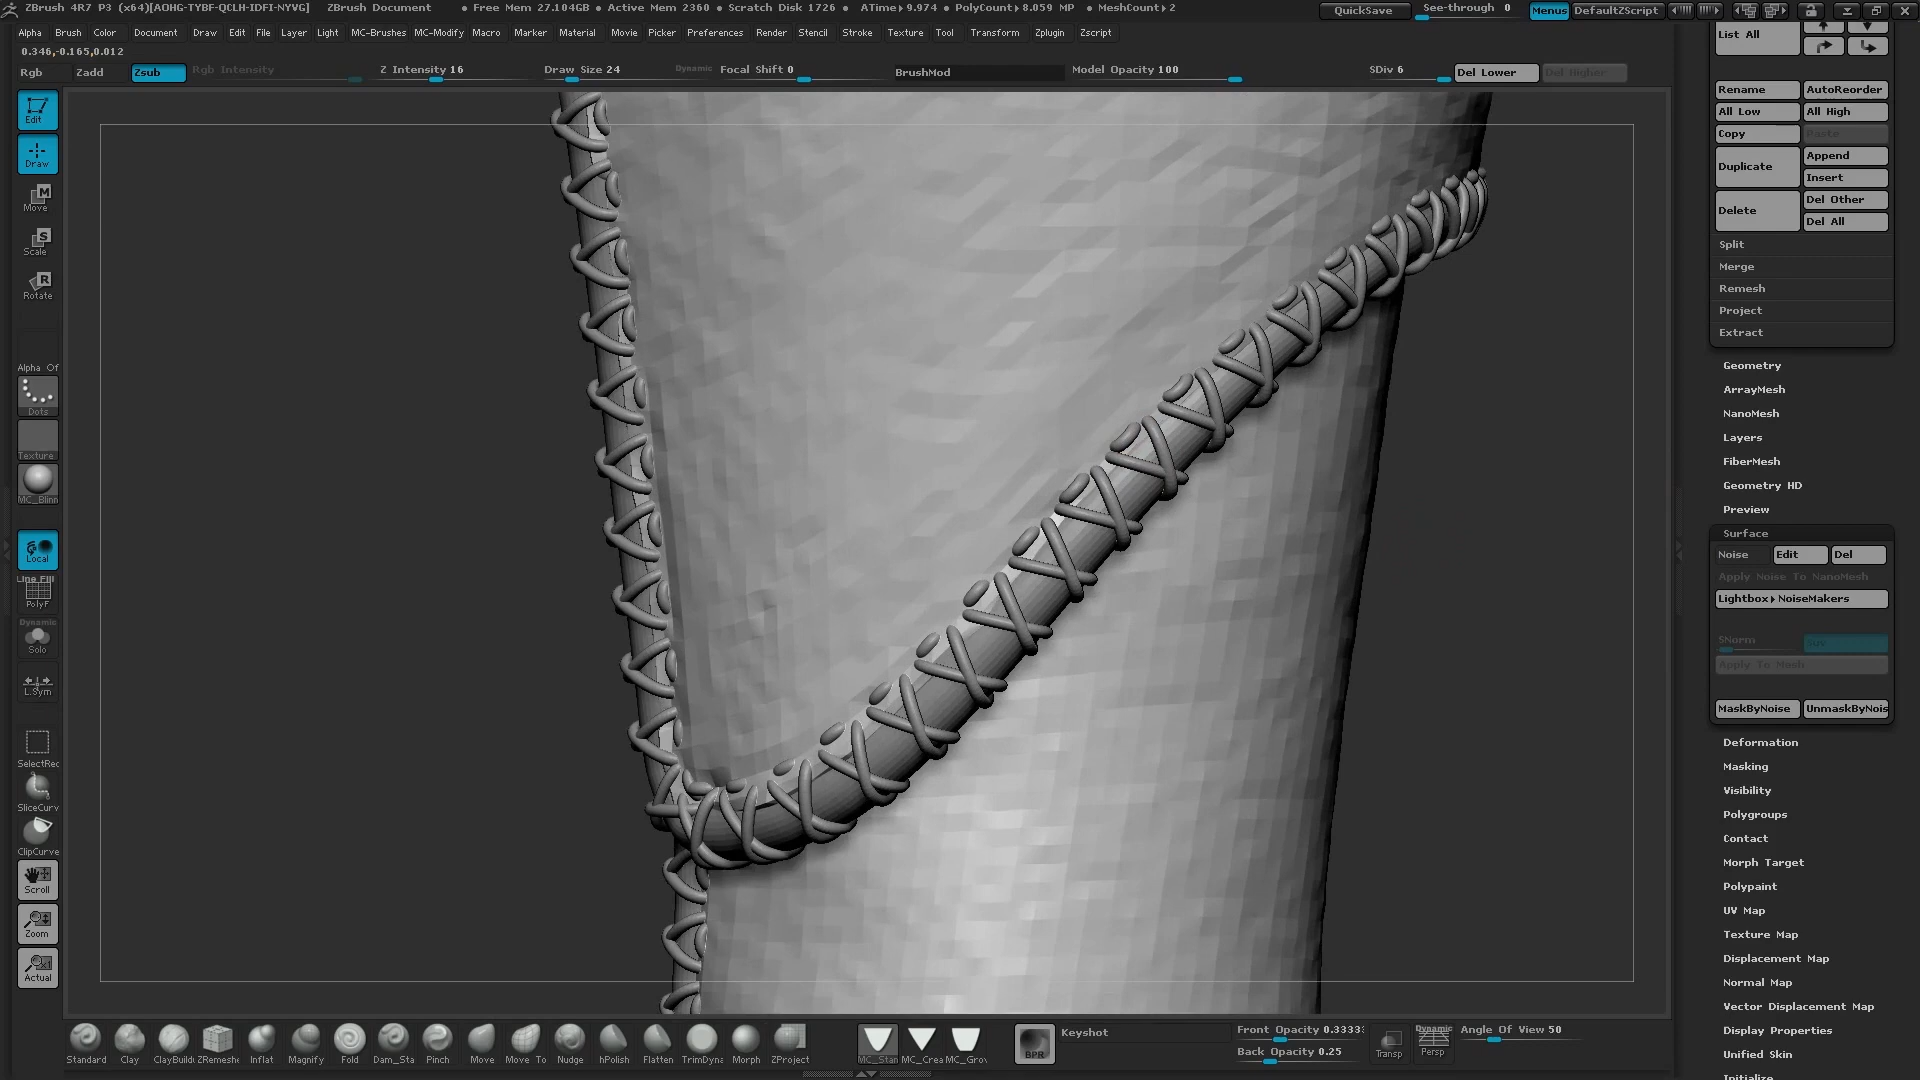 ZBrush 4R7 P3 (x64)[AOHG-TYBF-QCLH-IDFI-NYVG] ZBrush Document • Free Mem 27.104GB • Active Mem 2360 • Scratch Disk 1726 • ATime▸9.974 • PolyCount▸8.059 MP • MeshCount▸2 QuickSave See-through 0 Menus DefaultZScript
Alpha Brush Color Document Draw Edit File Layer Light MC-Brushes MC-Modify Macro Marker Material Movie Picker Preferences Render Stencil Stroke Texture Tool Transform Zplugin Zscript
0.346,-0.165,0.012
Rgb Zadd Zsub Rgb Intensity Z Intensity 16 Draw Size 24 Dynamic Focal Shift 0 BrushMod Model Opacity 100 SDiv 6 Del Lower Del Higher
Edit
Draw
Move
Scale
Rotate
Alpha Of
Dots
Texture
MC_Blinn
Local
Line Fill
PolyF
Dynamic
Solo
L.Sym
SelectRec
SliceCurv
ClipCurve
Scroll
Zoom
Actual
List All
Rename AutoReorder
All Low All High
Copy Paste
Duplicate Append
Insert
Delete Del Other
Del All
Split
Merge
Remesh
Project
Extract
Geometry
ArrayMesh
NanoMesh
Layers
FiberMesh
Geometry HD
Preview
Surface
Noise Edit Del
Apply Noise To NanoMesh
Lightbox▸NoiseMakers
SNorm
Apply To Mesh
MaskByNoise UnmaskByNois
Deformation
Masking
Visibility
Polygroups
Contact
Morph Target
Polypaint
UV Map
Texture Map
Displacement Map
Normal Map
Vector Displacement Map
Display Properties
Unified Skin
Initialize
Standard Clay ClayBuildu ZRemeshe Inflat Magnify Fold Dam_Sta Pinch Move Move To Nudge hPolish Flatten TrimDyna Morph ZProject MC_Stan MC_Crea MC_Grov
BPR Keyshot
Front Opacity 0.3333
Back Opacity 0.25
Transp
Dynamic
Persp
Angle Of View 50